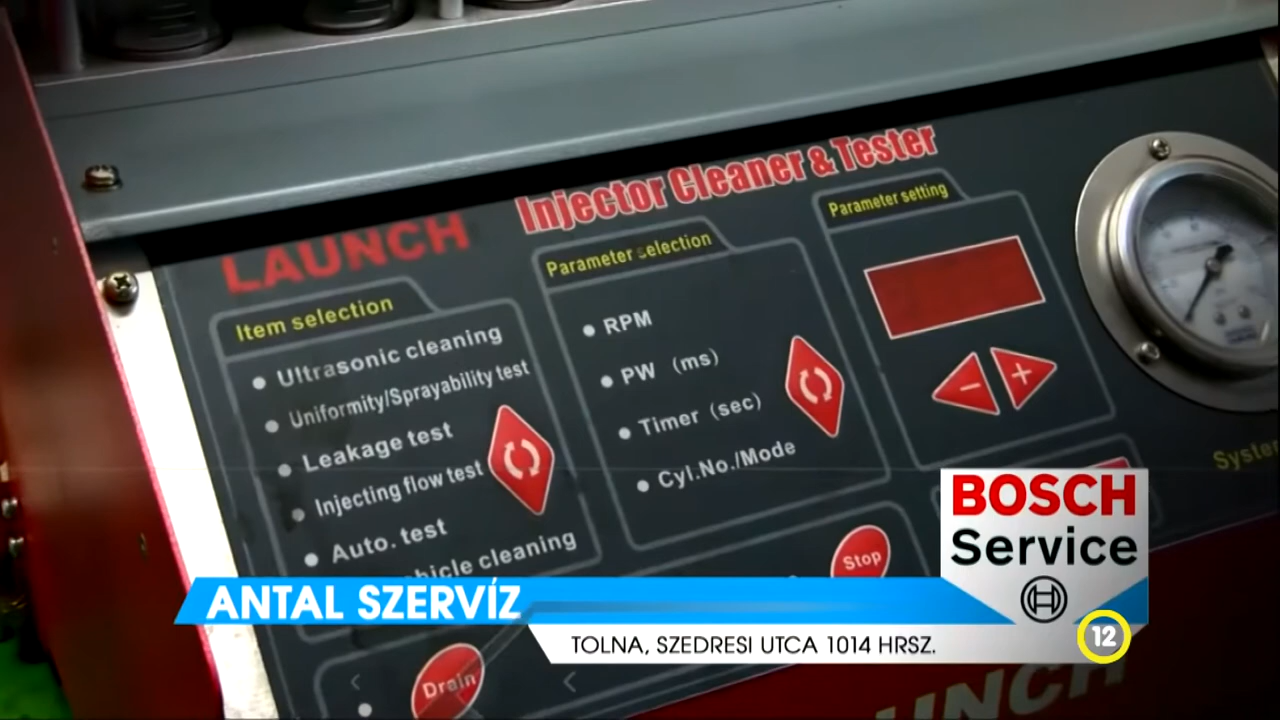 Injector Cleaner & Tester
LAUNCH
Item selection
Ultrasonic cleaning
Uniformity/Sprayability test
Leakage test
Injecting flow test
Auto. test
hicle cleaning
Parameter selection
RPM
PW (ms)
Timer (sec)
Cyl.No./Mode
Parameter setting
- +
System
Stop
Drain
BOSCH
Service
ANTAL SZERVÍZ
TOLNA, SZEDRESI UTCA 1014 HRSZ.
12
UNCH